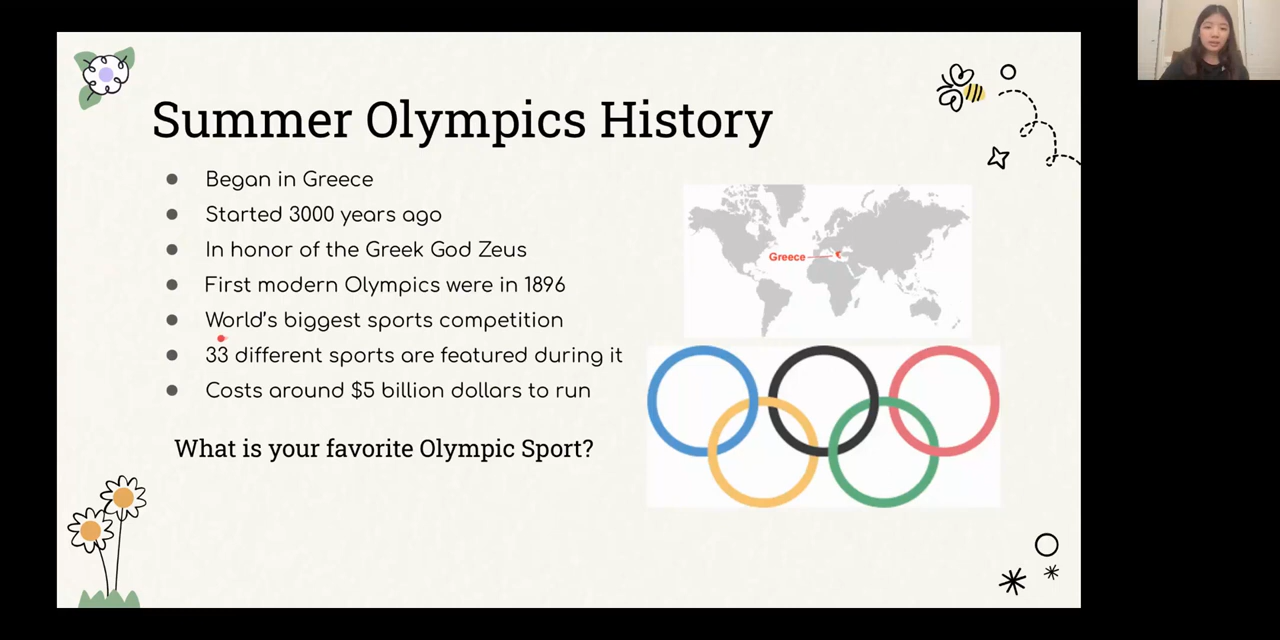 Summer Olympics History
Began in Greece
Started 3000 years ago
In honor of the Greek God Zeus
First modern Olympics were in 1896
World's biggest sports competition
33 different sports are featured during it
Costs around $5 billion dollars to run
What is your favorite Olympic Sport?
Greece